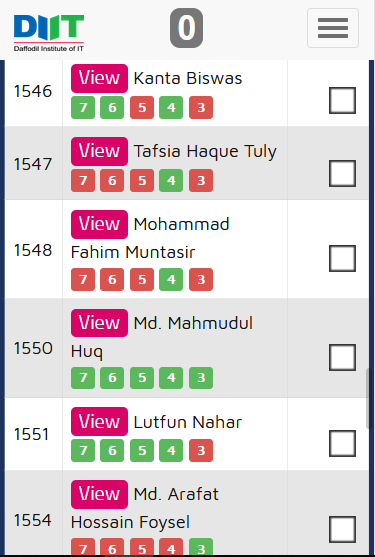 DIIT
Daffodil Institute of IT
0
1546
View Kanta Biswas
7 6 5 4 3
1547
View Tafsia Haque Tuly
7 6 5 4 3
1548
View Mohammad
Fahim Muntasir
7 6 5 4 3
1550
View Md. Mahmudul
Huq
7 6 5 4 3
1551
View Lutfun Nahar
7 6 5 4 3
1554
View Md. Arafat
Hossain Foysel
7 6 5 4 3